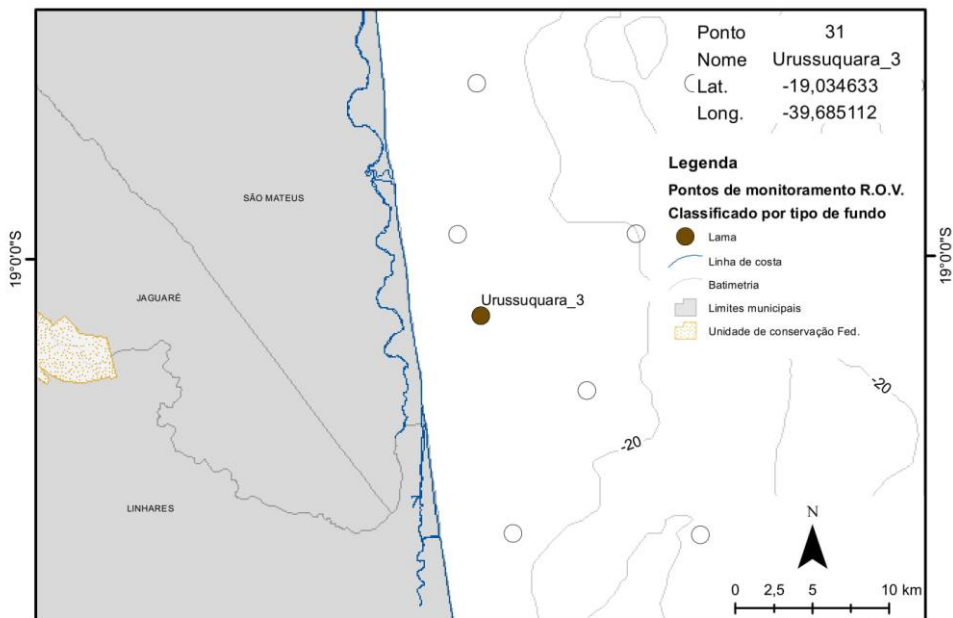 Ponto 31
Nome Urussuquara_3
Lat. -19,034633
Long. -39,685112
Legenda
Pontos de monitoramento R.O.V.
Classificado por tipo de fundo
Lama
Linha de costa
Batimetria
Limites municipais
Unidade de conservação Fed.
SÃO MATEUS
19°0'0"S
19°0'0"S
JAGUARÉ
Urussuquara_3
-20
-20
LINHARES
N
0 2,5 5 10 km